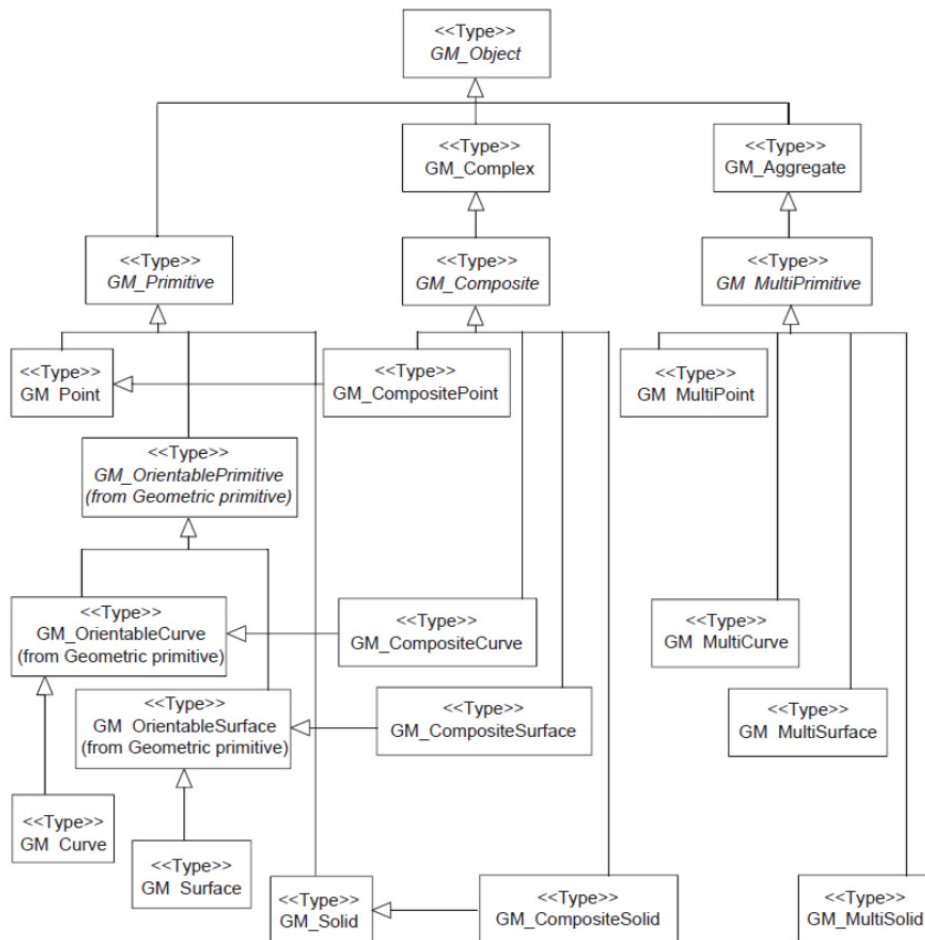 <<Type>>
GM_Object
<<Type>>
GM_Complex
<<Type>>
GM_Aggregate
<<Type>>
GM_Primitive
<<Type>>
GM_Composite
<<Type>>
GM MultiPrimitive
<<Type>>
GM Point
<<Type>>
GM_CompositePoint
<<Type>>
GM MultiPoint
<<Type>>
GM_OrientablePrimitive
(from Geometric primitive)
<<Type>>
GM_OrientableCurve
(from Geometric primitive)
<<Type>>
GM_CompositeCurve
<<Type>>
GM MultiCurve
<<Type>>
GM OrientableSurface
(from Geometric primitive)
<<Type>>
GM_CompositeSurface
<<Type>>
GM MultiSurface
<<Type>>
GM Curve
<<Type>>
GM Surface
<<Type>>
GM_Solid
<<Type>>
GM_CompositeSolid
<<Type>>
GM_MultiSolid